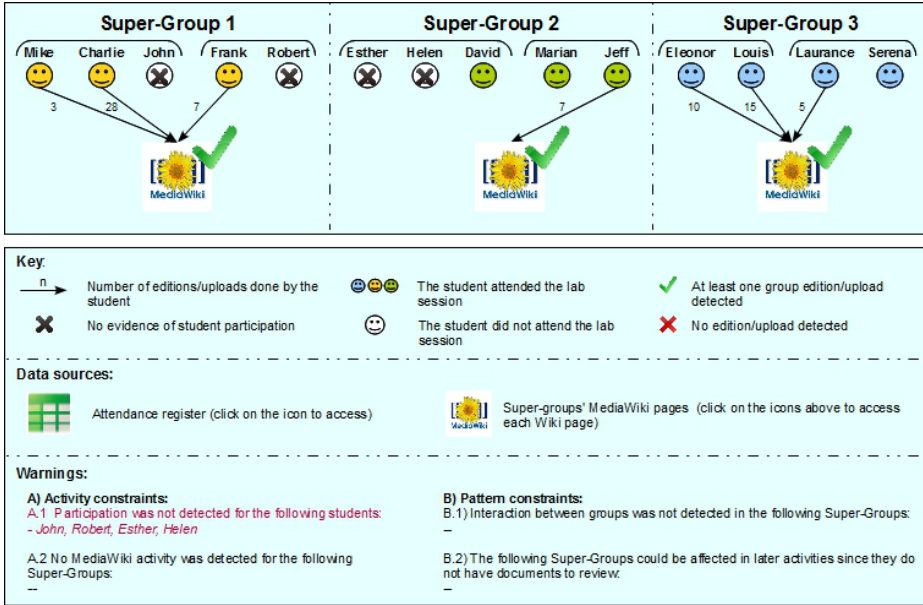 Super-Group 1 Super-Group 2 Super-Group 3
Mike Charlie John Frank Robert Esther Helen David Marian Jeff Eleonor Louis Laurance Serena
3 28 7 7 10 15 5
[[ ]] [[ ]] [[ ]]
MediaWiki MediaWiki MediaWiki
Key:
n
Number of editions/uploads done by the
student
The student attended the lab
session
At least one group edition/upload
detected
No evidence of student participation
The student did not attend the lab
session
No edition/upload detected
Data sources:
Attendance register (click on the icon to access)
MediaWiki
Super-groups' MediaWiki pages (click on the icons above to access
each Wiki page)
Warnings:
A) Activity constraints:
A.1 Participation was not detected for the following students:
- John, Robert, Esther, Helen
A.2 No MediaWiki activity was detected for the following
Super-Groups:
--
B) Pattern constraints:
B.1) Interaction between groups was not detected in the following Super-Groups:
--
B.2) The following Super-Groups could be affected in later activities since they do
not have documents to review:
--